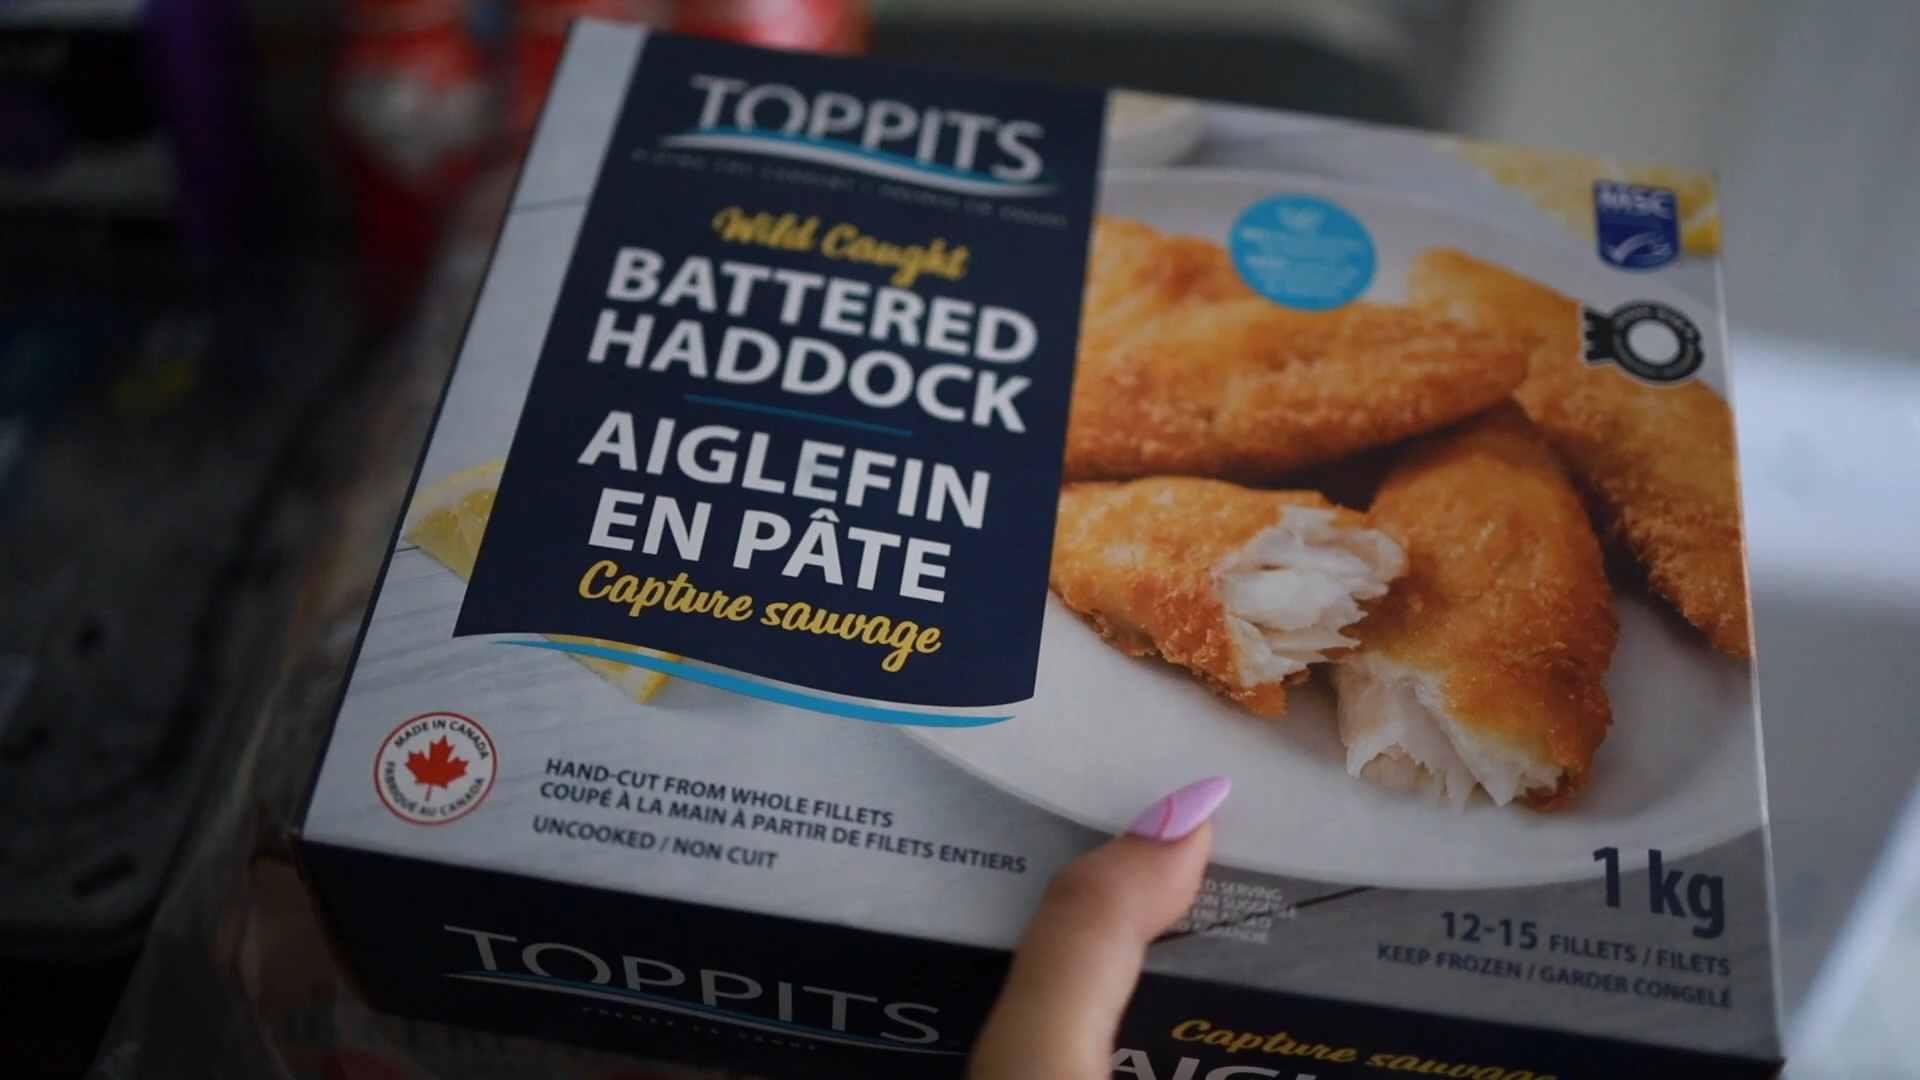 TOPPITS
Wild Caught
BATTERED
HADDOCK
AIGLEFIN
EN PÂTE
Capture sauvage
MSC
MADE IN CANADA
FABRIQUÉ AU CANADA
HAND-CUT FROM WHOLE FILLETS
COUPÉ À LA MAIN À PARTIR DE FILETS ENTIERS
UNCOOKED / NON CUIT
SERVING
1 kg
12-15 FILLETS / FILETS
KEEP FROZEN / GARDER CONGELÉ
TOPPITS
Capture sauvage